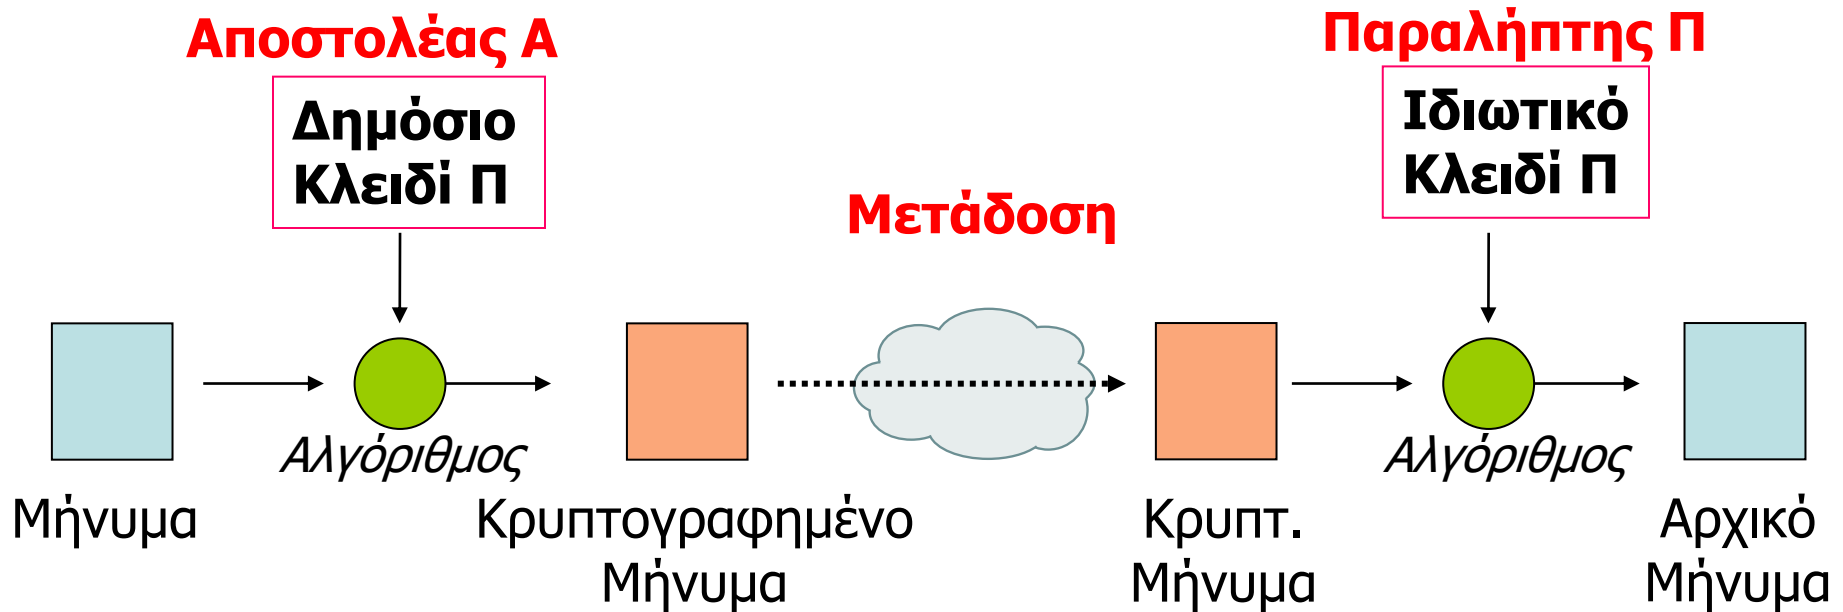 Αποστολέας Α
Δημόσιο
Κλειδί Π
Παραλήπτης Π
Ιδιωτικό
Κλειδί Π
Μετάδοση
Αλγόριθμος
Αλγόριθμος
Μήνυμα
Κρυπτογραφημένο
Μήνυμα
Κρυπτ.
Μήνυμα
Αρχικό
Μήνυμα